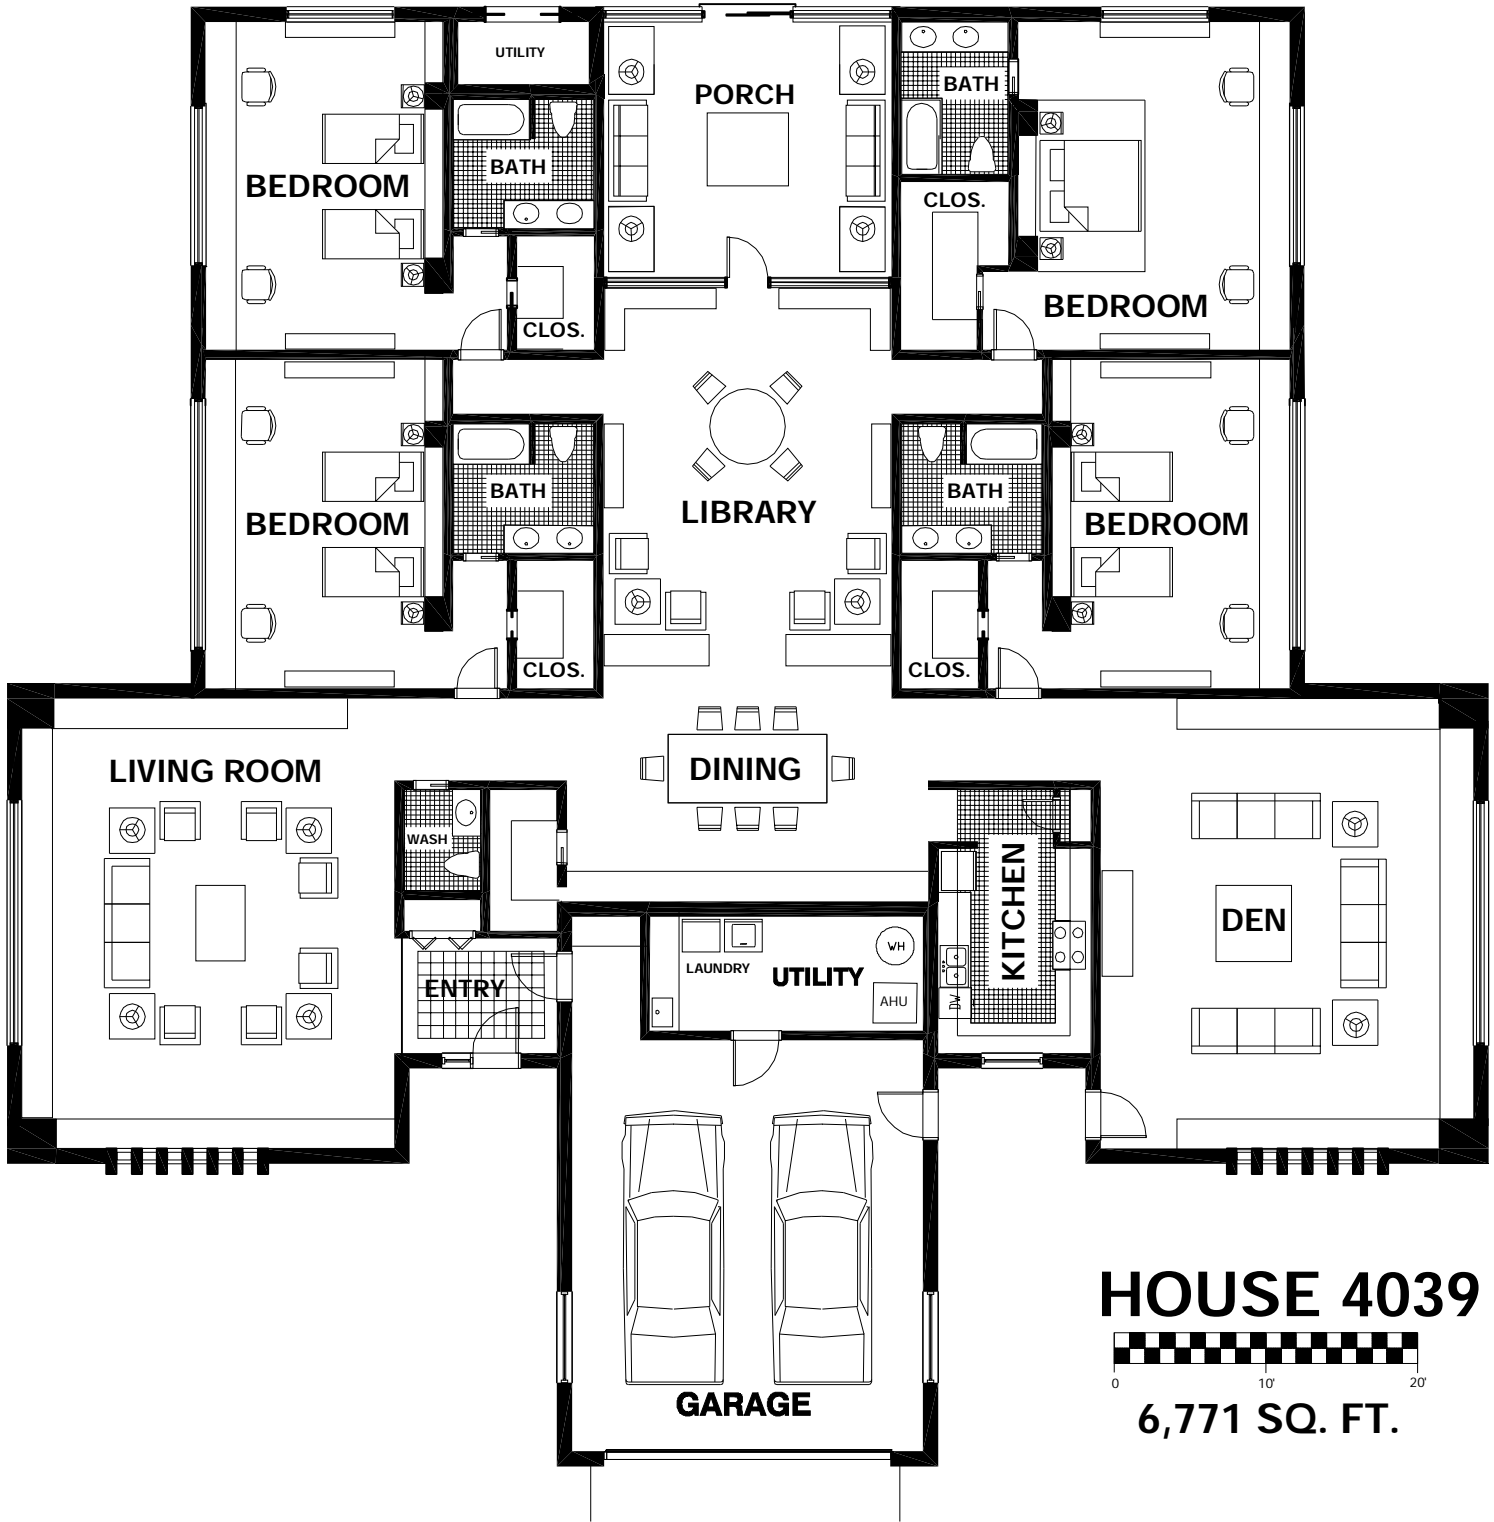 UTILITY
PORCH
BATH
BATH
BEDROOM
CLOS.
BEDROOM
CLOS.
BATH
LIBRARY
BATH
BEDROOM
BEDROOM
CLOS.
CLOS.
LIVING ROOM
DINING
WASH
KITCHEN
DEN
ENTRY
LAUNDRY
UTILITY
WH
AHU
DW
GARAGE
HOUSE 4039
0 10' 20'
6,771 SQ. FT.